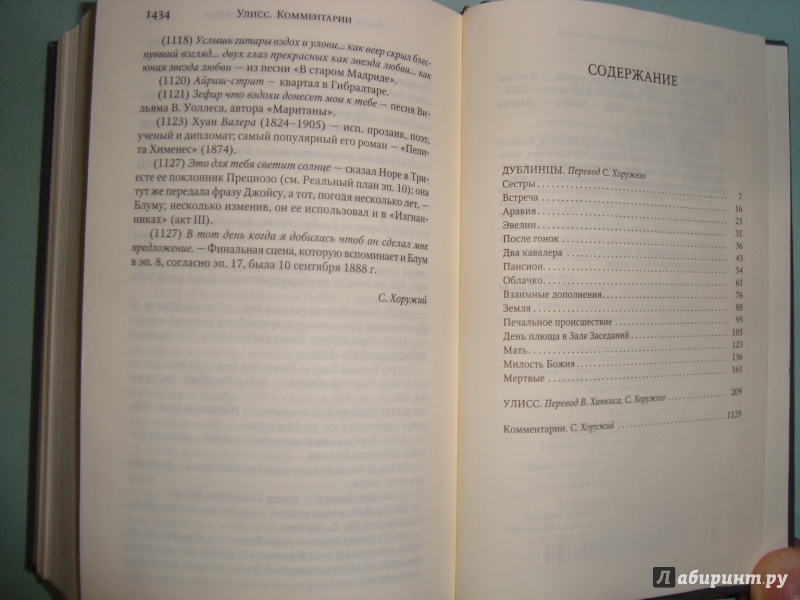 1434 Улисс. Комментарии
(1118) Услышь гитары вздох и улови... как веер скрыл блес-
нувший взгляд... двух глаз прекрасных как звезда любви... как
юная звезда любви — из песни «В старом Мадриде».
(1120) Айриш-стрит — квартал в Гибралтаре.
(1121) Зефир что вздохи донесет мои к тебе — песня Ви-
льяма В. Уоллеса, автора «Маританы».
(1123) Хуан Валера (1824–1905) — исп. прозаик, поэт,
ученый и дипломат; самый популярный его роман — «Пепи-
та Хименес» (1874).
(1127) Это для тебя светит солнце — сказал Норе в Три-
есте ее поклонник Прециозо (см. Реальный план эп. 10); она
тут же передала фразу Джойсу, а тот, погодя несколько лет, —
Блуму; несколько изменив, он ее использовал и в «Изгнан-
никах» (акт III).
(1127) В тот день когда я добилась чтоб он сделал мне
предложение. — Финальная сцена, которую вспоминает и Блум
в эп. 8, согласно эп. 17, была 10 сентября 1888 г.
С. Хоружий
СОДЕРЖАНИЕ
ДУБЛИНЦЫ. Перевод С. Хоружего
Сестры 7
Встреча 16
Аравия 25
Эвелин 31
После гонок 36
Два кавалера 43
Пансион 54
Облачко 61
Взаимные дополнения 76
Земля 88
Печальное происшествие 95
День плюща в Зале Заседаний 105
Мать 123
Милость Божия 136
Мертвые 161
УЛИСС. Перевод В. Хинкиса, С. Хоружего 209
Комментарии. С. Хоружий 1129
Лабиринт.ру